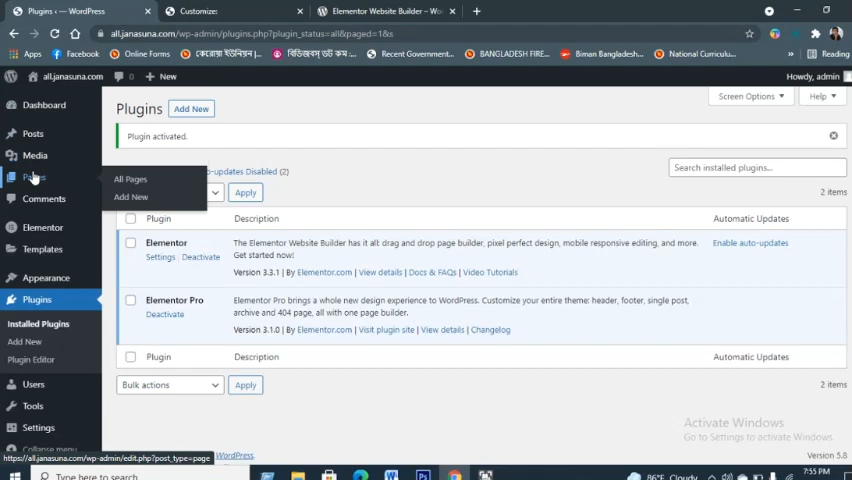 Plugins ‹ — WordPress
Customize:
Elementor Website Builder – Wo
all.janasuna.com/wp-admin/plugins.php?plugin_status=all&paged=1&s
Apps
Facebook
Online Forms
কেরোয়া ইউনিয়ন |
বিডিজবস্ ডট কম :...
Recent Government...
BANGLADESH FIRE...
Biman Bangladesh...
National Curriculu...
Reading
all.janasuna.com
0
New
Howdy, admin
Dashboard
Posts
Media
Pages
Comments
Elementor
Templates
Appearance
Plugins
Installed Plugins
Add New
Plugin Editor
Users
Tools
Settings
Collapse menu
All Pages
Add New
Screen Options
Help
Plugins
Add New
Plugin activated.
o-updates Disabled (2)
Search installed plugins...
Apply
2 items
Plugin
Description
Automatic Updates
Elementor
The Elementor Website Builder has it all: drag and drop page builder, pixel perfect design, mobile responsive editing, and more.
Enable auto-updates
Settings | Deactivate
Get started now!
Version 3.3.1 | By Elementor.com | View details | Docs & FAQs | Video Tutorials
Elementor Pro
Elementor Pro brings a whole new design experience to WordPress. Customize your entire theme: header, footer, single post,
Deactivate
archive and 404 page, all with one page builder.
Version 3.1.0 | By Elementor.com | Visit plugin site | View details | Changelog
Plugin
Description
Automatic Updates
Bulk actions
Apply
2 items
Activate Windows
Go to Settings to activate Windows.
WordPress.
Version 5.8
https://all.janasuna.com/wp-admin/edit.php?post_type=page
Type here to search
86°F Cloudy
7:55 PM